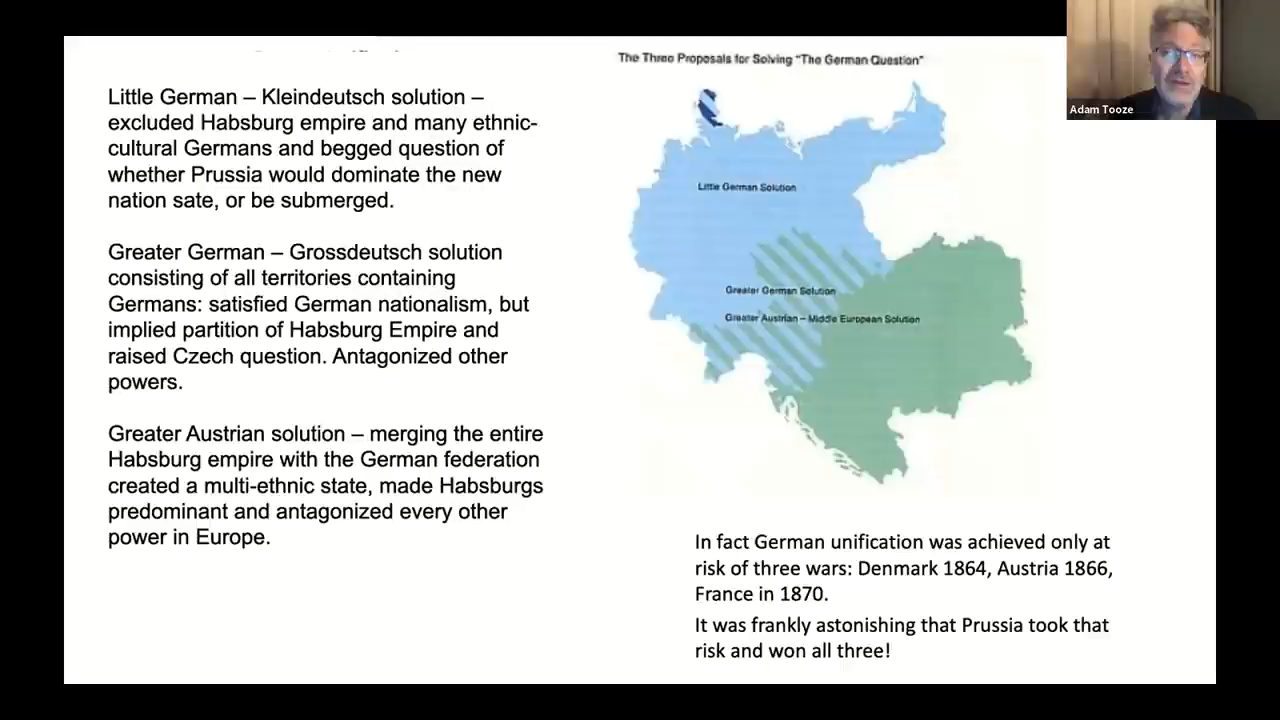 Adam Tooze
Little German – Kleindeutsch solution –
excluded Habsburg empire and many ethnic-
cultural Germans and begged question of
whether Prussia would dominate the new
nation sate, or be submerged.
Greater German – Grossdeutsch solution
consisting of all territories containing
Germans: satisfied German nationalism, but
implied partition of Habsburg Empire and
raised Czech question. Antagonized other
powers.
Greater Austrian solution – merging the entire
Habsburg empire with the German federation
created a multi-ethnic state, made Habsburgs
predominant and antagonized every other
power in Europe.
The Three Proposals for Solving "The German Question"
Little German Solution
Greater German Solution
Greater Austrian – Middle European Solution
In fact German unification was achieved only at
risk of three wars: Denmark 1864, Austria 1866,
France in 1870.
It was frankly astonishing that Prussia took that
risk and won all three!